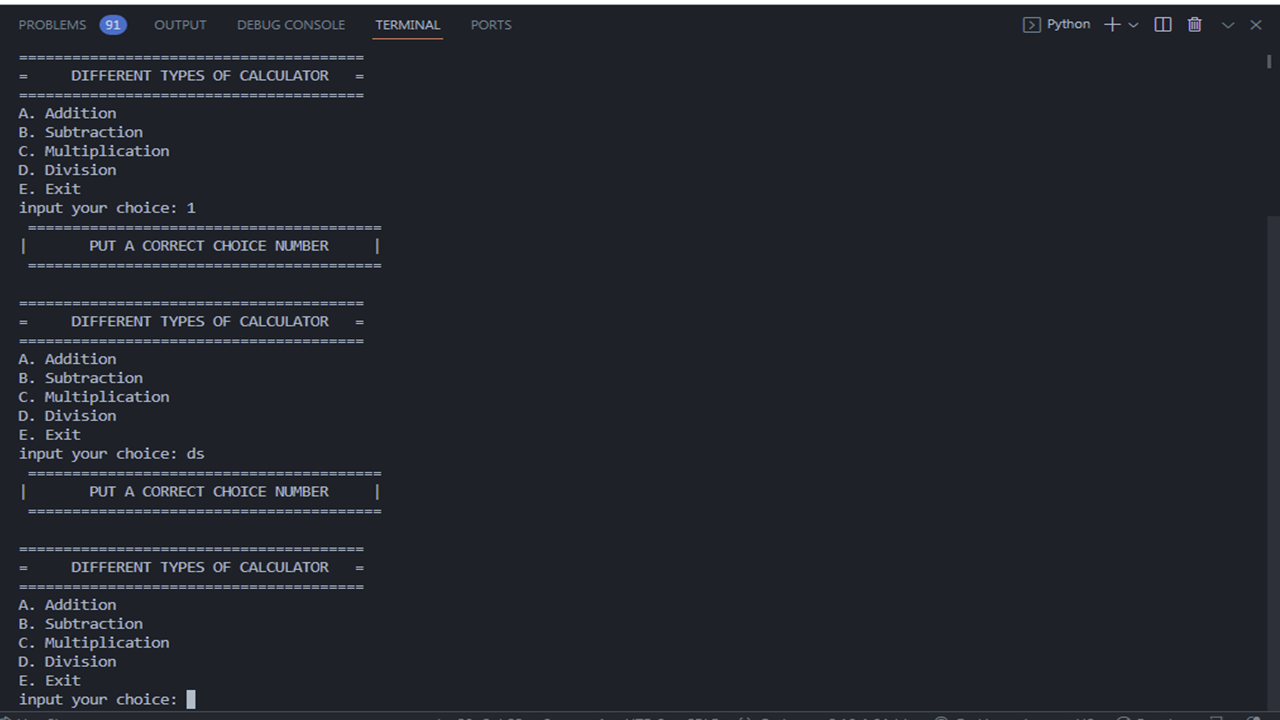 PROBLEMS 91 OUTPUT DEBUG CONSOLE TERMINAL PORTS Python
=======================================
=     DIFFERENT TYPES OF CALCULATOR   =
=======================================
A. Addition
B. Subtraction
C. Multiplication
D. Division
E. Exit
input your choice: 1
 ========================================
|       PUT A CORRECT CHOICE NUMBER     |
 ========================================
=======================================
=     DIFFERENT TYPES OF CALCULATOR   =
=======================================
A. Addition
B. Subtraction
C. Multiplication
D. Division
E. Exit
input your choice: ds
 ========================================
|       PUT A CORRECT CHOICE NUMBER     |
 ========================================
=======================================
=     DIFFERENT TYPES OF CALCULATOR   =
=======================================
A. Addition
B. Subtraction
C. Multiplication
D. Division
E. Exit
input your choice: